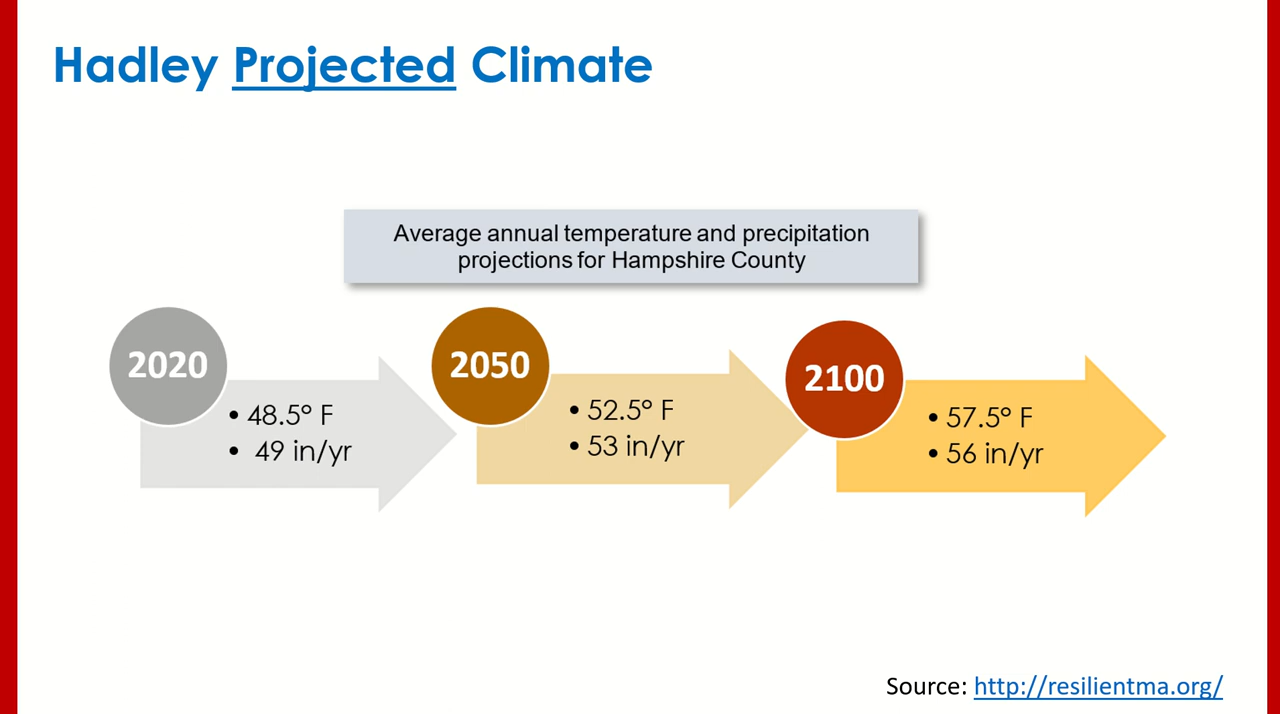 Hadley Projected Climate
Average annual temperature and precipitation
projections for Hampshire County
2020
• 48.5° F
• 49 in/yr
2050
• 52.5° F
• 53 in/yr
2100
• 57.5° F
• 56 in/yr
Source: http://resilientma.org/